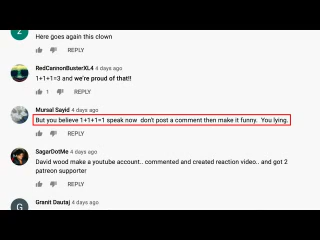 Z
Here goes again this clown
REPLY
RedCannonBusterXL4 4 days ago
1+1+1=3 and we're proud of that!!
REPLY
Mursal Sayid 4 days ago
But you believe 1+1+1=1 speak now don't post a comment then make it funny. You lying.
REPLY
SagarDotMe 4 days ago
David wood make a youtube account.. commented and created reaction video.. and got 2
patreon supporter
REPLY
G
Granit Dautaj 4 days ago